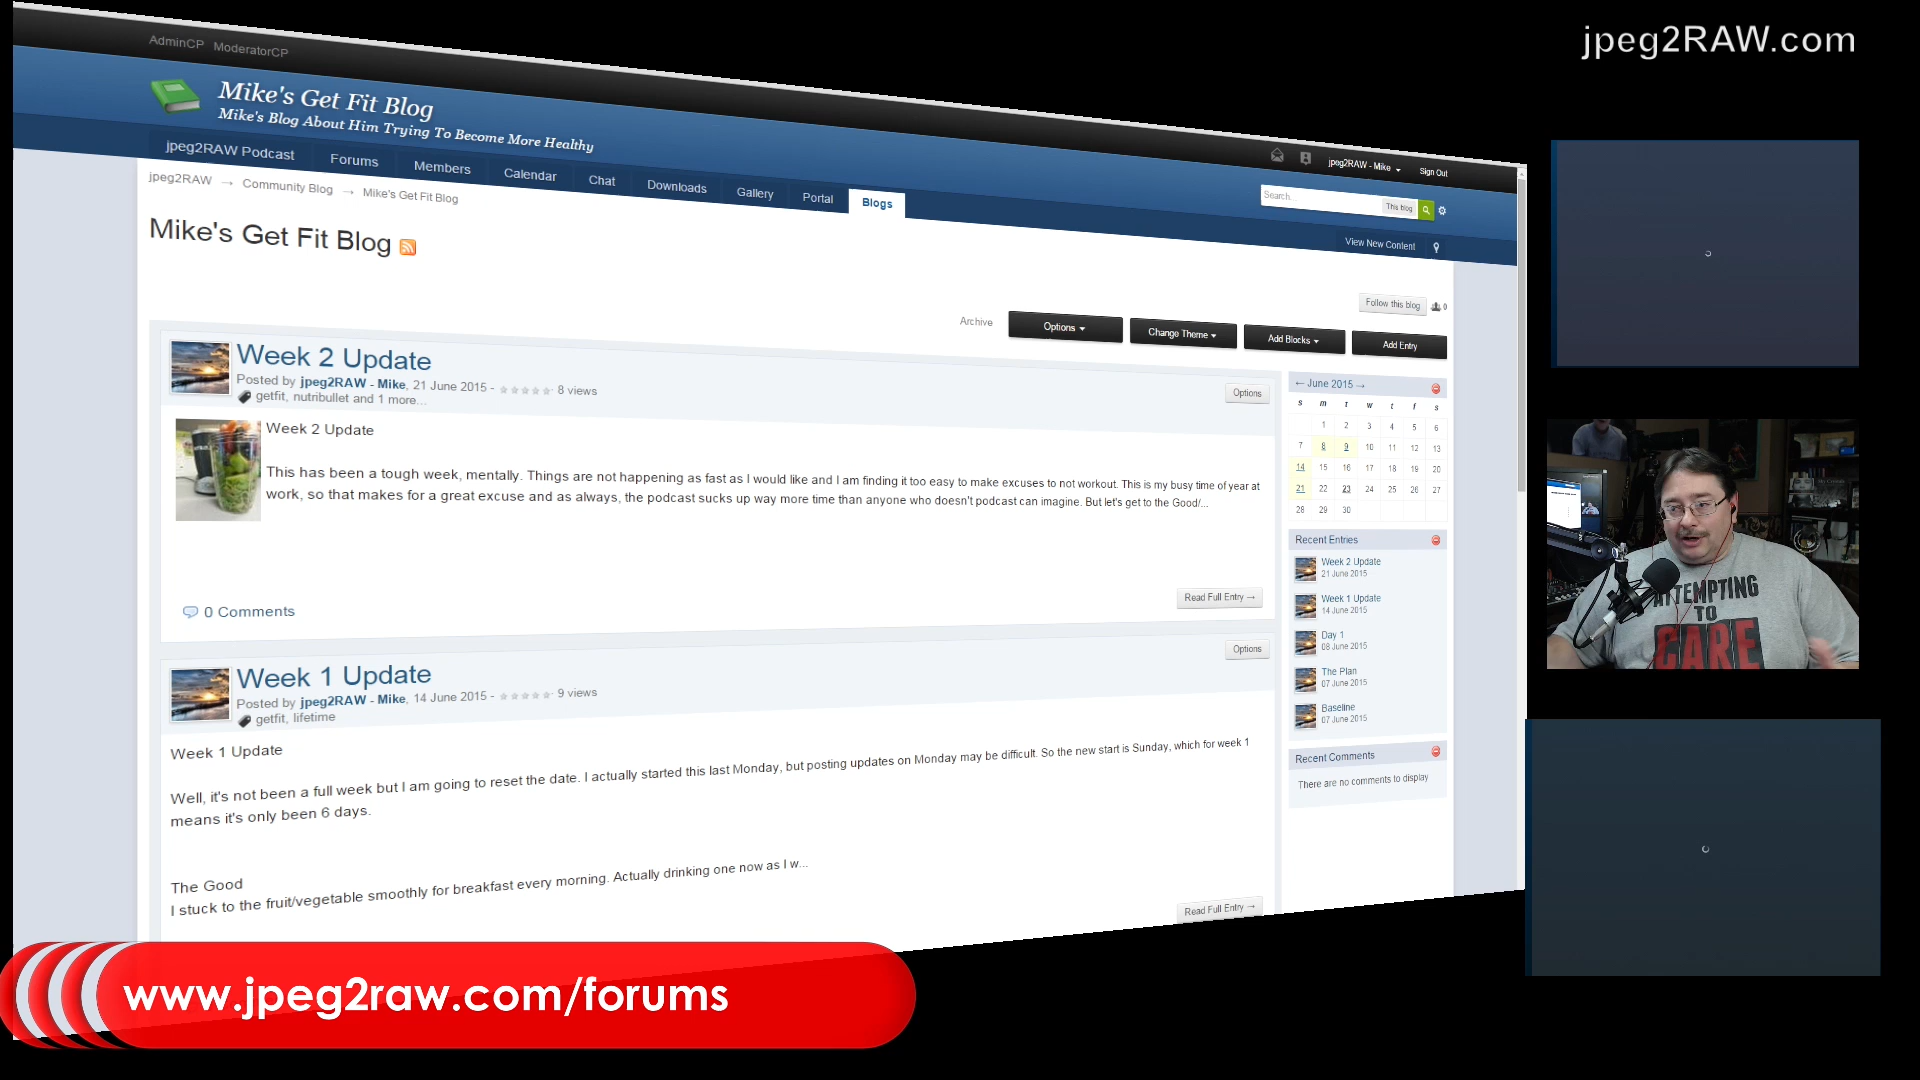 jpeg2RAW.com
AdminCP ModeratorCP
Mike's Get Fit Blog
Mike's Blog About Him Trying To Become More Healthy
jpeg2RAW - Mike Sign Out
jpeg2RAW Podcast Forums Members Calendar Chat Downloads Gallery Portal Blogs
Search... This blog
View New Content
jpeg2RAW → Community Blog → Mike's Get Fit Blog
Mike's Get Fit Blog
Follow this blog 0
Archive Options Change Theme Add Blocks Add Entry
Week 2 Update
Posted by jpeg2RAW - Mike, 21 June 2015 - 8 views
getfit, nutribullet and 1 more...
Options
Week 2 Update
This has been a tough week, mentally. Things are not happening as fast as I would like and I am finding it too easy to make excuses to not workout. This is my busy time of year at
work, so that makes for a great excuse and as always, the podcast sucks up way more time than anyone who doesn't podcast can imagine. But let's get to the Good/...
Read Full Entry →
0 Comments
Week 1 Update
Posted by jpeg2RAW - Mike, 14 June 2015 - 9 views
getfit, lifetime
Options
Week 1 Update
Well, it's not been a full week but I am going to reset the date. I actually started this last Monday, but posting updates on Monday may be difficult. So the new start is Sunday, which for week 1
means it's only been 6 days.
The Good
I stuck to the fruit/vegetable smoothly for breakfast every morning. Actually drinking one now as I w...
Read Full Entry →
← June 2015 →
s m t w t f s
1 2 3 4 5 6
7 8 9 10 11 12 13
14 15 16 17 18 19 20
21 22 23 24 25 26 27
28 29 30
Recent Entries
Week 2 Update
21 June 2015
Week 1 Update
14 June 2015
Day 1
08 June 2015
The Plan
07 June 2015
Baseline
07 June 2015
Recent Comments
There are no comments to display
ATTEMPTING
TO
CARE
www.jpeg2raw.com/forums